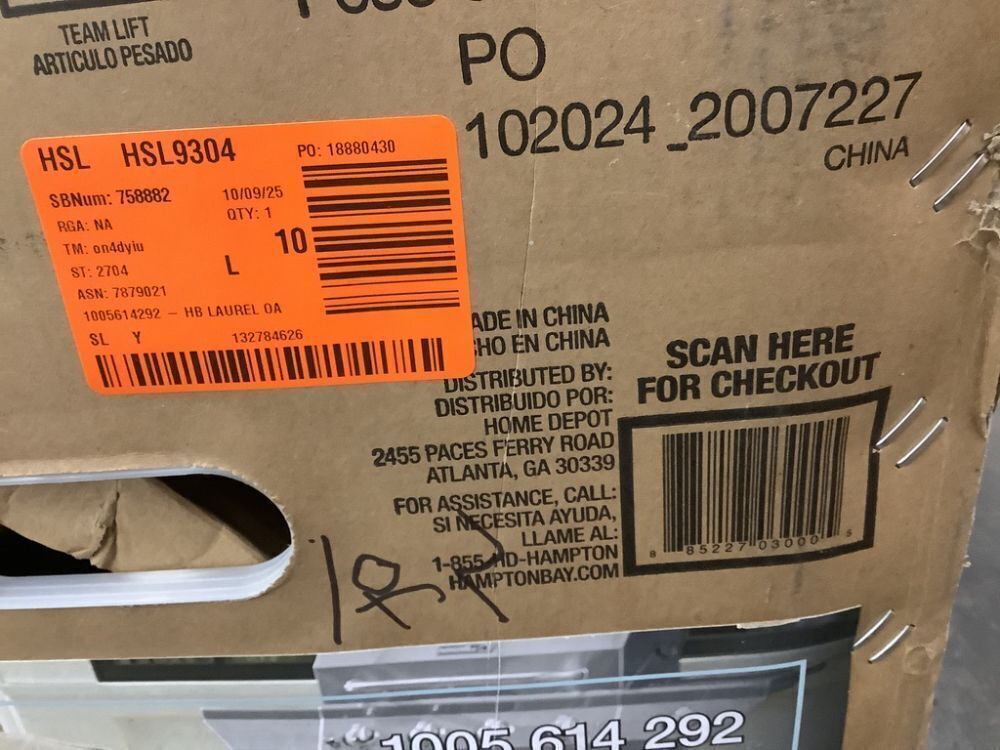 TEAM LIFT
ARTICULO PESADO
PO
102024_2007227
CHINA
HSL HSL9304
PO: 18880430
SBNum: 758882
10/09/25
RGA: NA
QTY: 1
TM: on4dyiu
10
ST: 2704
L
ASN: 7879021
1005614292 - HB LAUREL OA
SL Y
132784626
ADE IN CHINA
HO EN CHINA
DISTRIBUTED BY:
DISTRIBUIDO POR:
HOME DEPOT
2455 PACES FERRY ROAD
ATLANTA, GA 30339
FOR ASSISTANCE, CALL:
SI NECESITA AYUDA,
LLAME AL:
1-855-HD-HAMPTON
HAMPTONBAY.COM
SCAN HERE
FOR CHECKOUT
8 85227 03000 5
1005 614 292